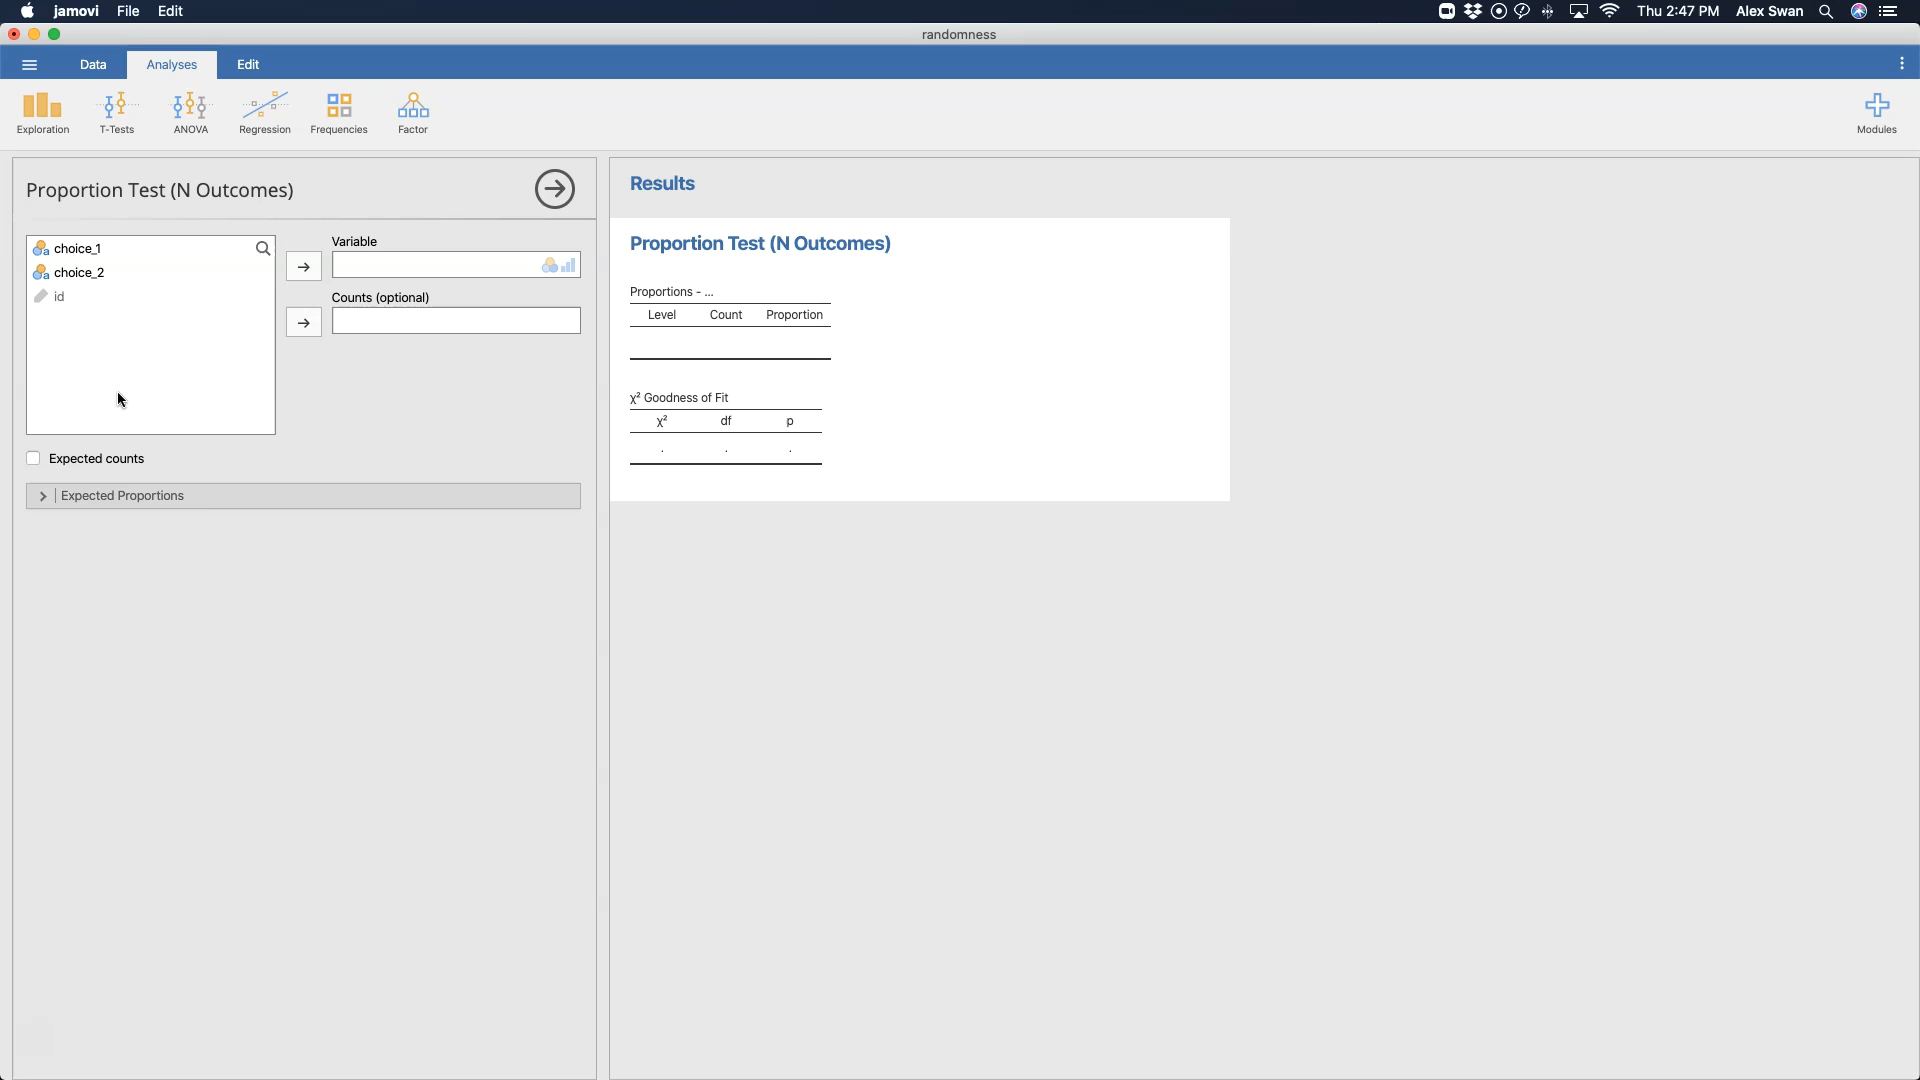 jamovi File Edit Thu 2:47 PM Alex Swan
randomness
Data Analyses Edit
Exploration T-Tests ANOVA Regression Frequencies Factor Modules
Proportion Test (N Outcomes)
choice_1
choice_2
id
Variable
Counts (optional)
Expected counts
Expected Proportions
Results
Proportion Test (N Outcomes)
Proportions - ...
Level Count Proportion
χ² Goodness of Fit
χ² df p
. . .